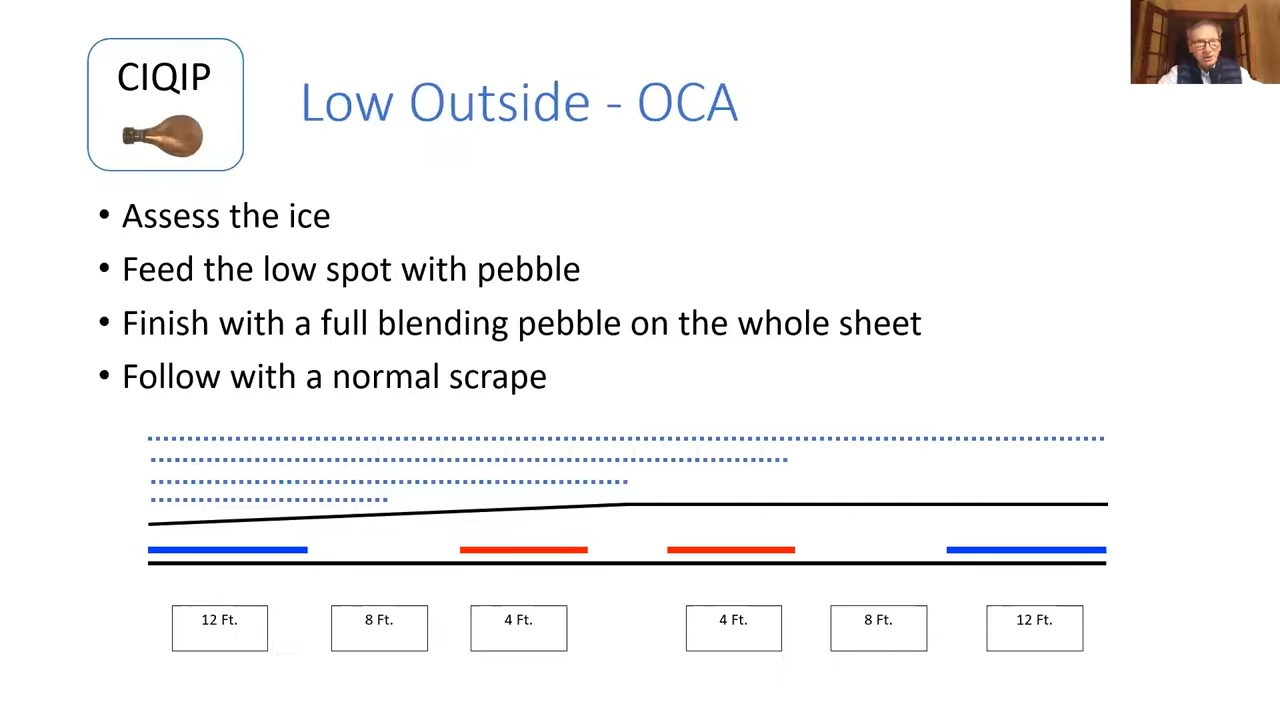 CIQIP
Low Outside - OCA
• Assess the ice
• Feed the low spot with pebble
• Finish with a full blending pebble on the whole sheet
• Follow with a normal scrape
12 Ft. 8 Ft. 4 Ft. 4 Ft. 8 Ft. 12 Ft.